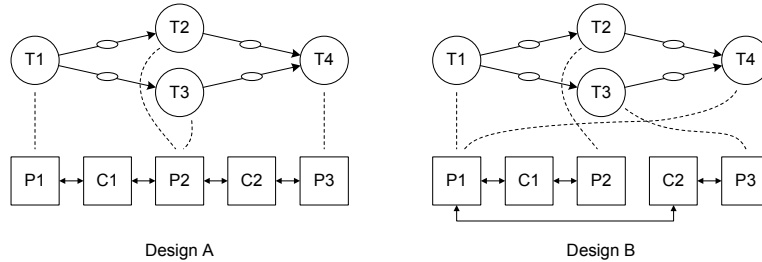 T2
T1
T4
T3
P1 C1 P2 C2 P3
Design A
T2
T1
T4
T3
P1 C1 P2 C2 P3
Design B